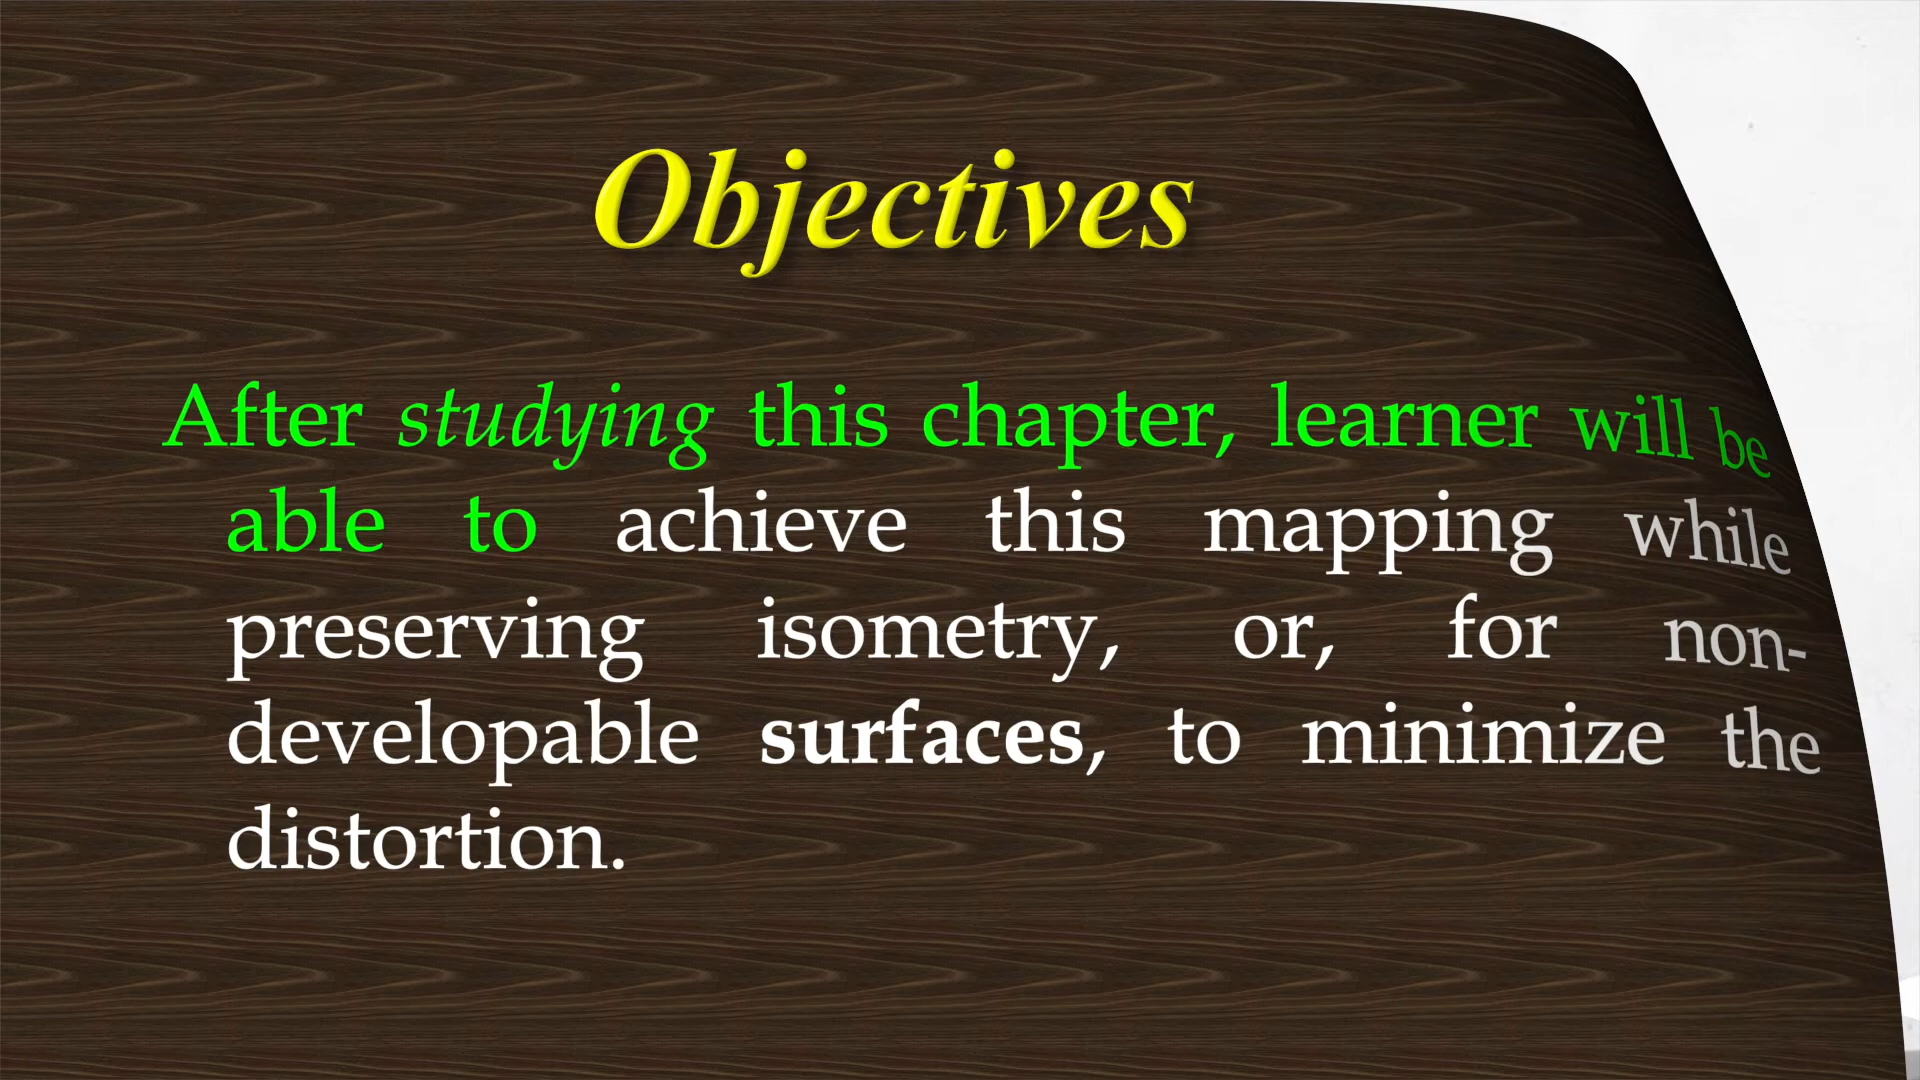 Objectives
After studying this chapter, learner will be
able to achieve this mapping while
preserving isometry, or, for non-
developable surfaces, to minimize the
distortion.